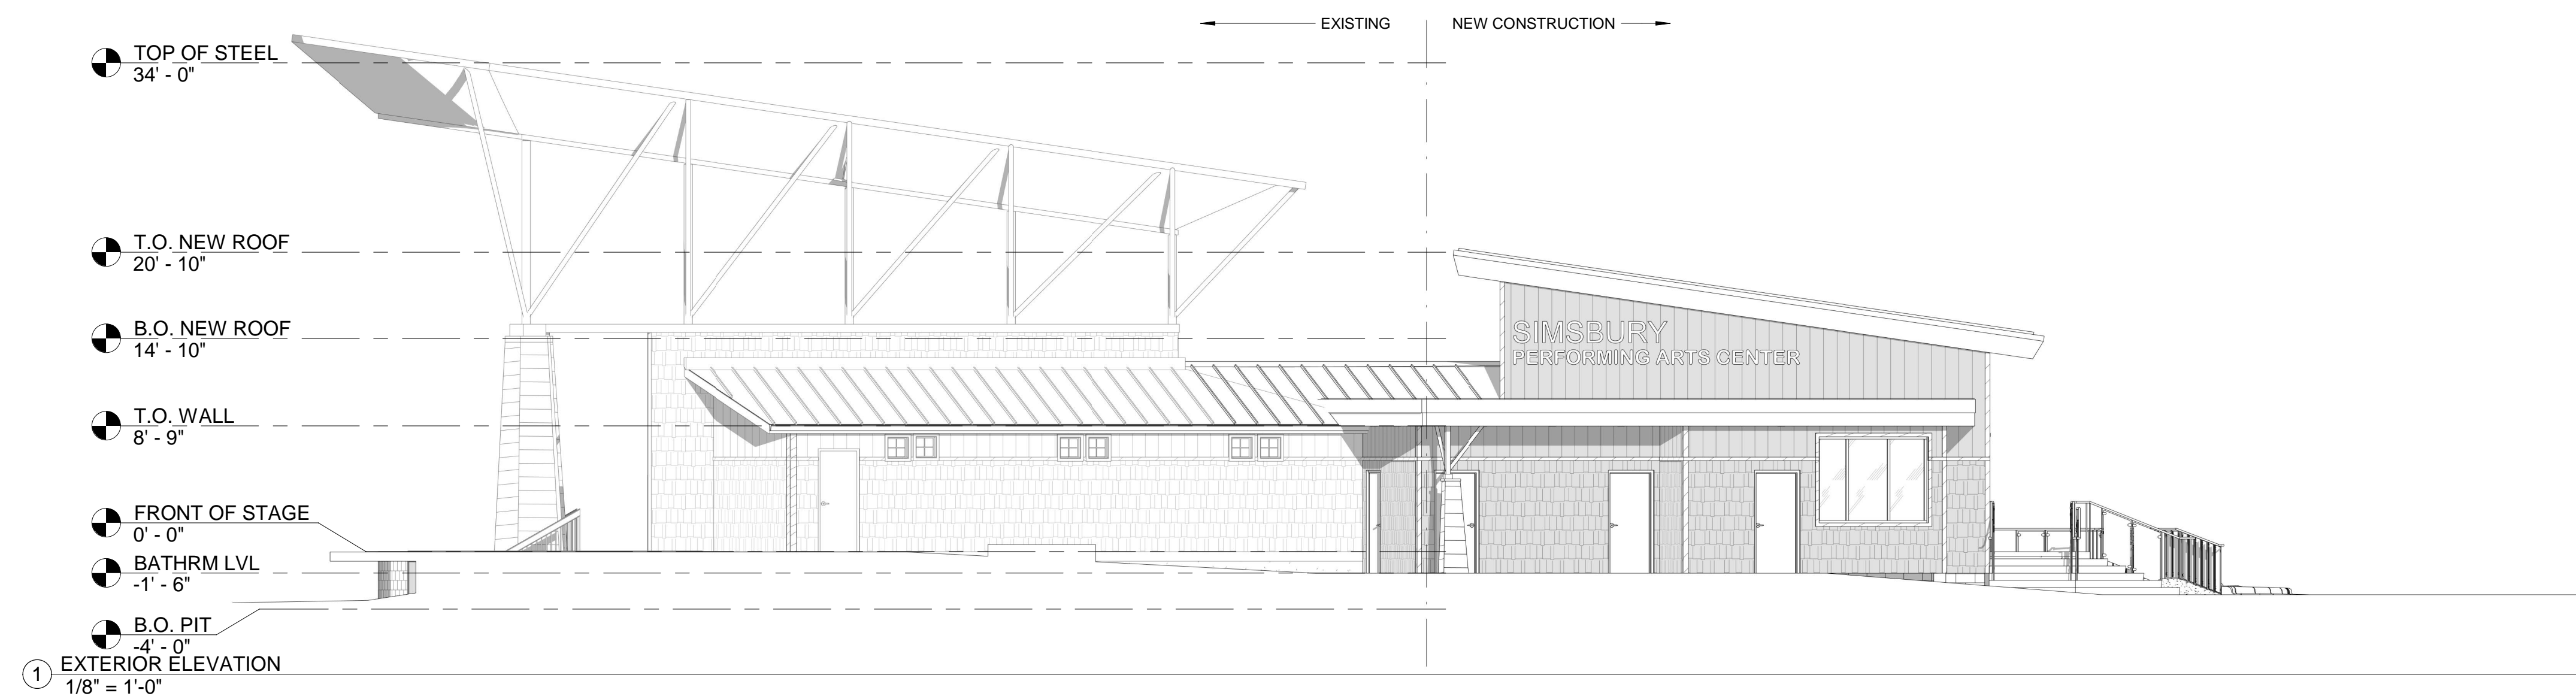 EXISTING
NEW CONSTRUCTION
TOP OF STEEL
34' - 0"
T.O. NEW ROOF
20' - 10"
B.O. NEW ROOF
14' - 10"
SIMSBURY
PERFORMING ARTS CENTER
T.O. WALL
8' - 9"
FRONT OF STAGE
0' - 0"
BATHRM LVL
-1' - 6"
B.O. PIT
-4' - 0"
1
EXTERIOR ELEVATION
1/8" = 1'-0"